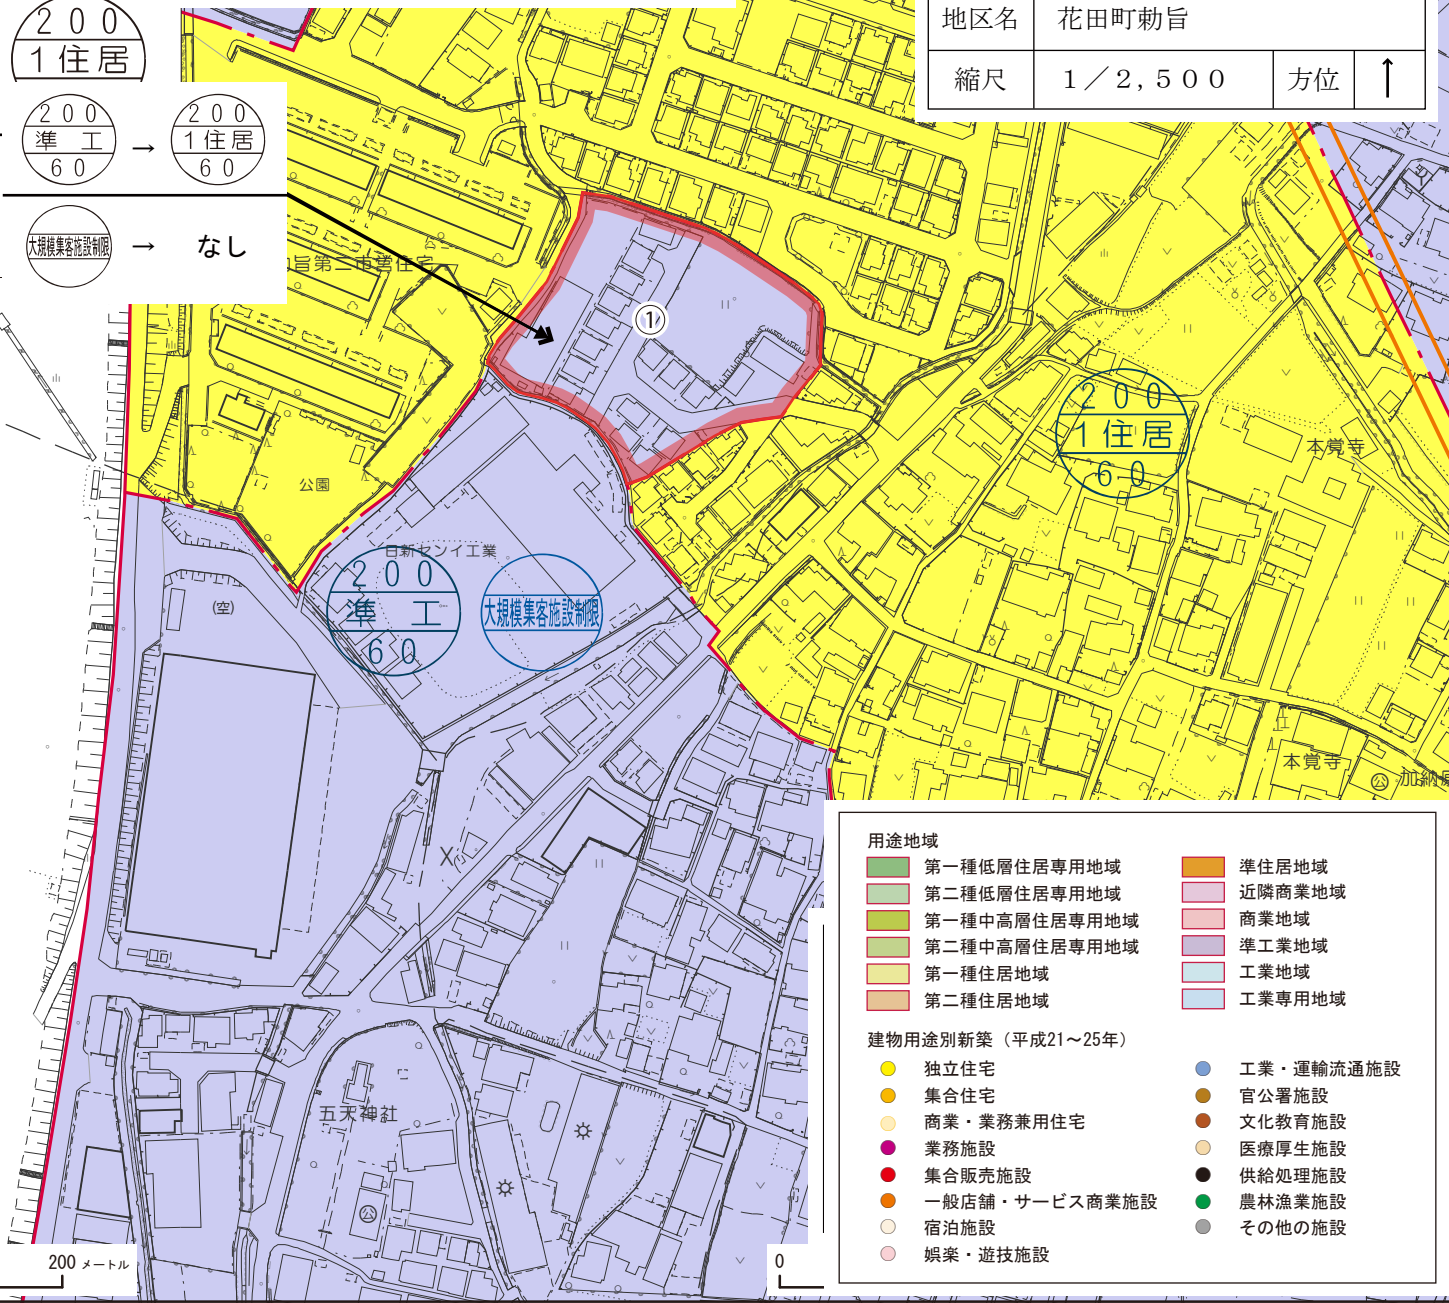 200
1住居
地区名 花田町勅旨
縮尺 1／2,500 方位 ↑
200
準工
60
→
200
1住居
60
大規模集客施設制限 → なし
旨第二市営住宅
①
200
1住居
60
本覚寺
公園
日新センイ工業
(空)
200
準工
60
大規模集客施設制限
本覚寺
公 加納
五天神社
公
用途地域
第一種低層住居専用地域
第二種低層住居専用地域
第一種中高層住居専用地域
第二種中高層住居専用地域
第一種住居地域
第二種住居地域
準住居地域
近隣商業地域
商業地域
準工業地域
工業地域
工業専用地域
建物用途別新築（平成21～25年）
独立住宅
集合住宅
商業・業務兼用住宅
業務施設
集合販売施設
一般店舗・サービス商業施設
宿泊施設
娯楽・遊技施設
工業・運輸流通施設
官公署施設
文化教育施設
医療厚生施設
供給処理施設
農林漁業施設
その他の施設
200 メートル
0